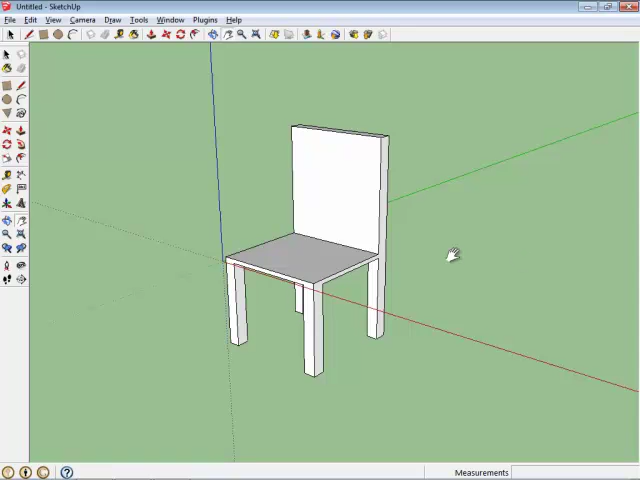 Untitled - SketchUp
File Edit View Camera Draw Tools Window Plugins Help
Measurements